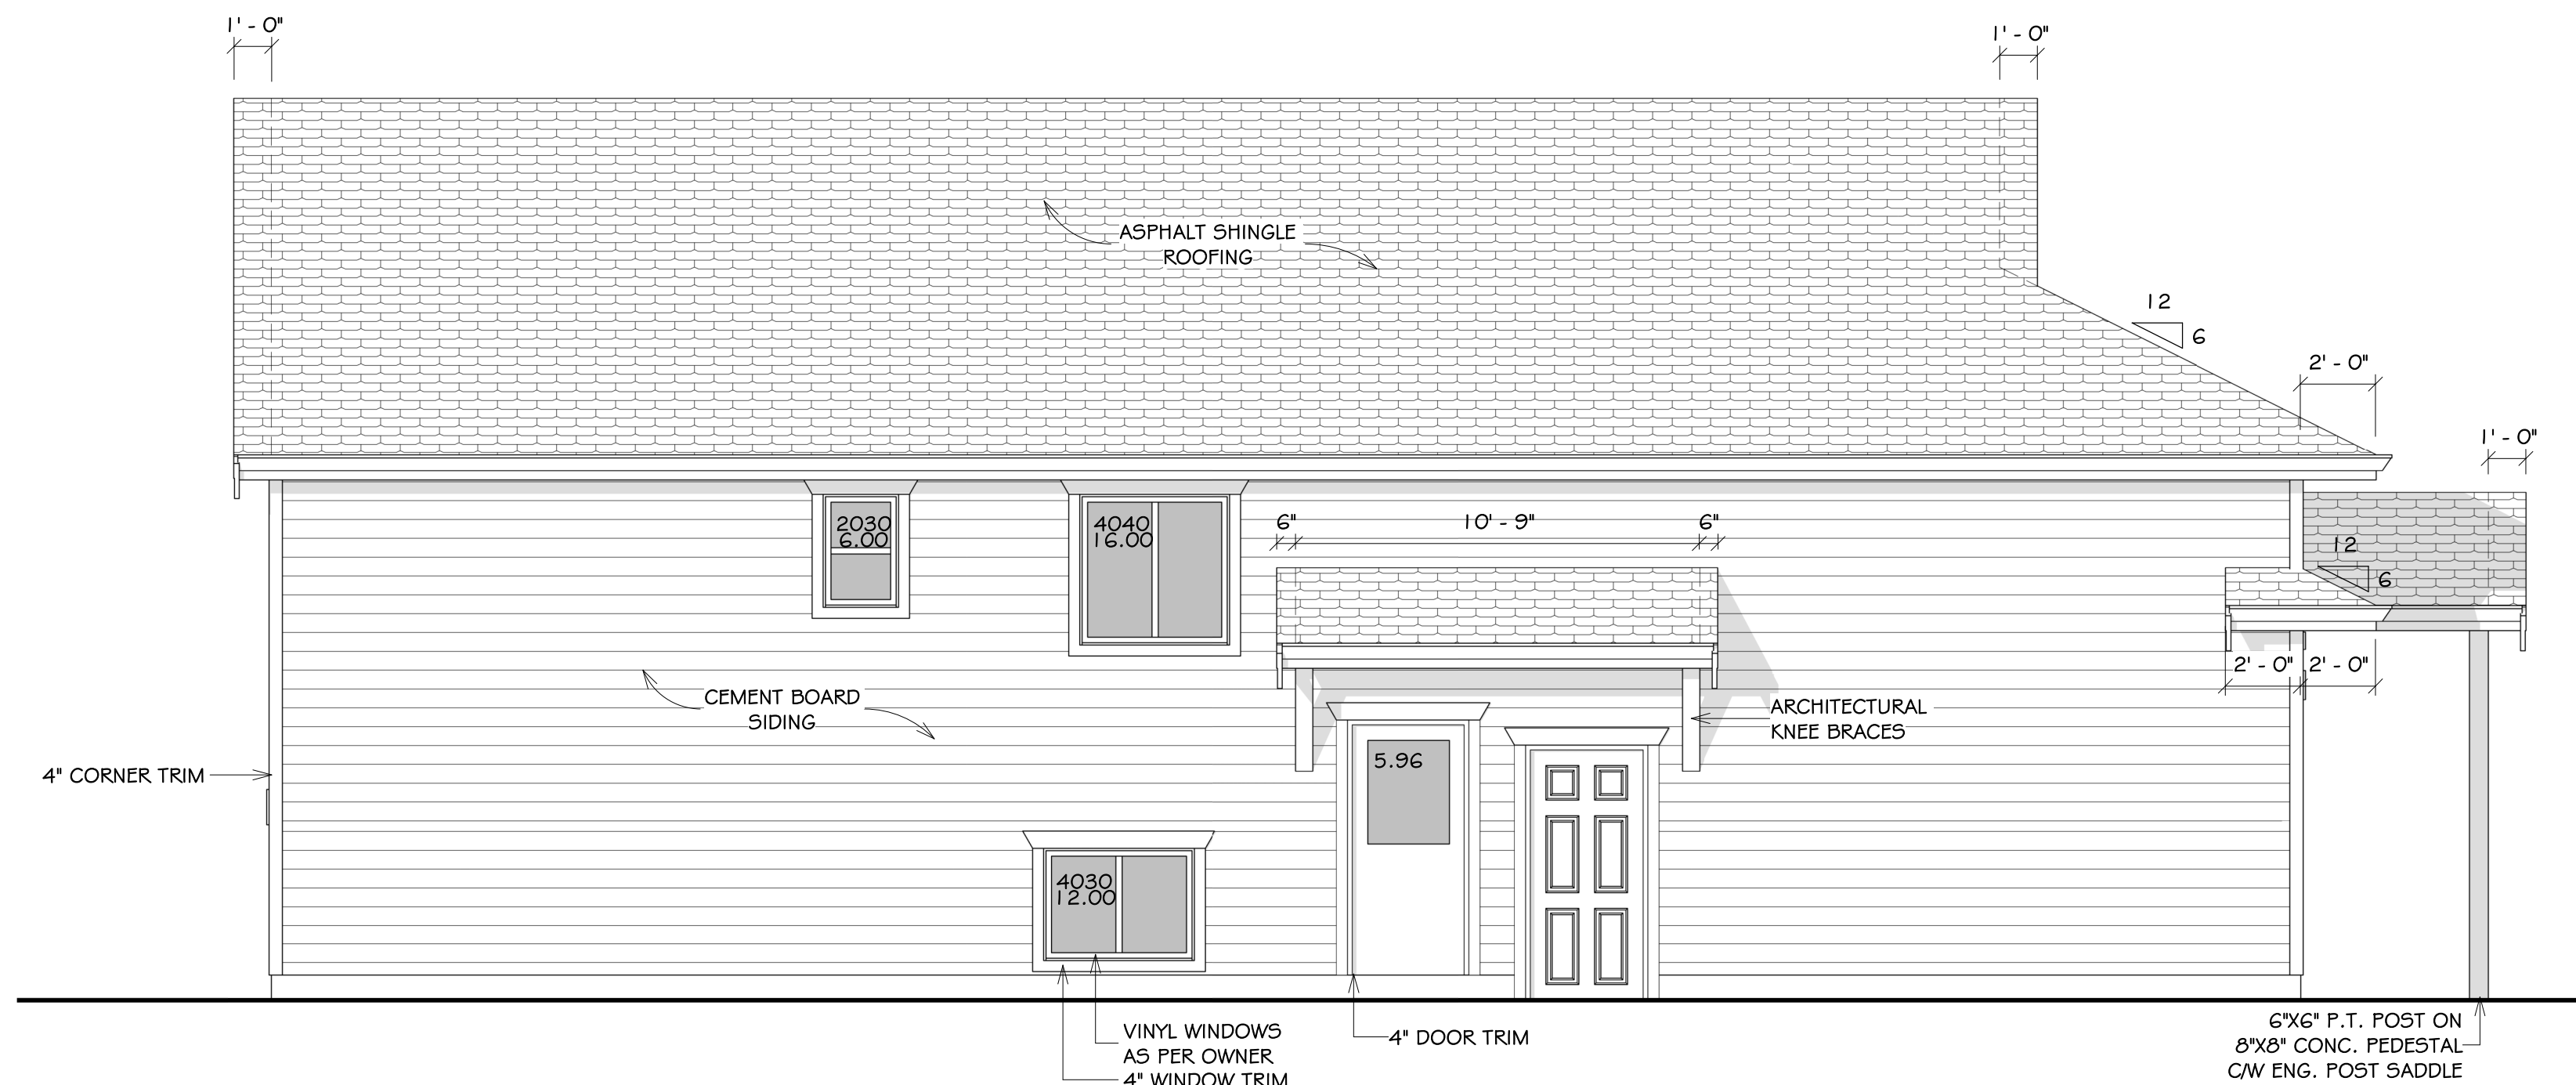 1' - 0"
1' - 0"
ASPHALT SHINGLE
ROOFING
12
6
2' - 0"
1' - 0"
2030
6.00
4040
16.00
6"
10' - 9"
6"
12
6
2' - 0"
2' - 0"
CEMENT BOARD
SIDING
ARCHITECTURAL
KNEE BRACES
4" CORNER TRIM
5.96
4030
12.00
VINYL WINDOWS
AS PER OWNER
4" WINDOW TRIM
4" DOOR TRIM
6"X6" P.T. POST ON
8"X8" CONC. PEDESTAL
C/W ENG. POST SADDLE